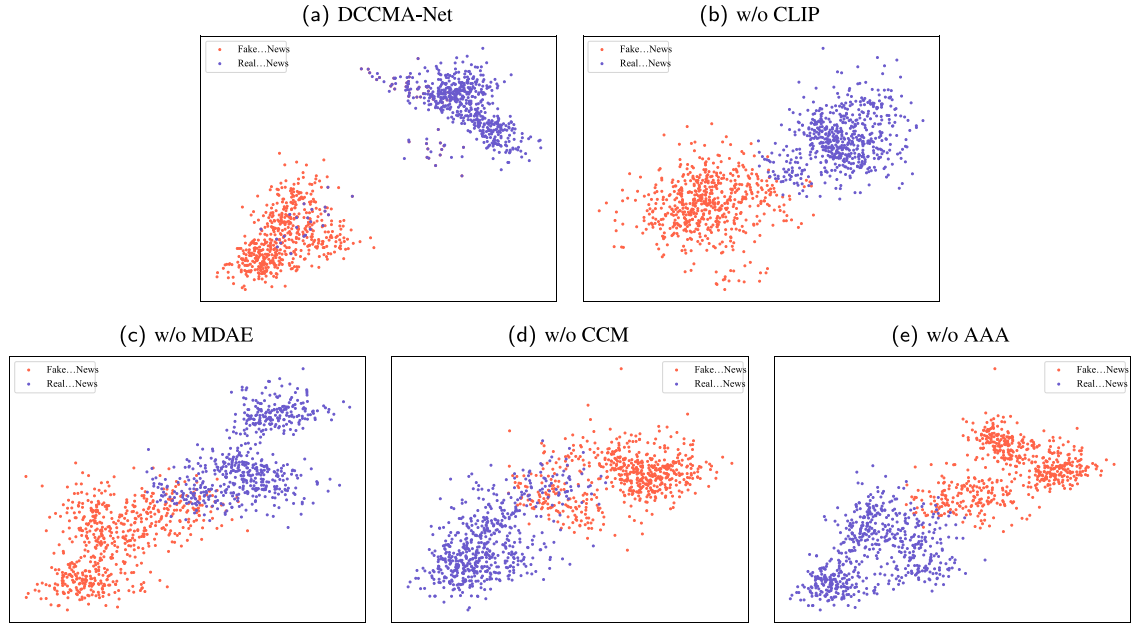 (a) DCCMA-Net
Fake...News
Real...News
(b) w/o CLIP
Fake...News
Real...News
(c) w/o MDAE
Fake...News
Real...News
(d) w/o CCM
Fake...News
Real...News
(e) w/o AAA
Fake...News
Real...News